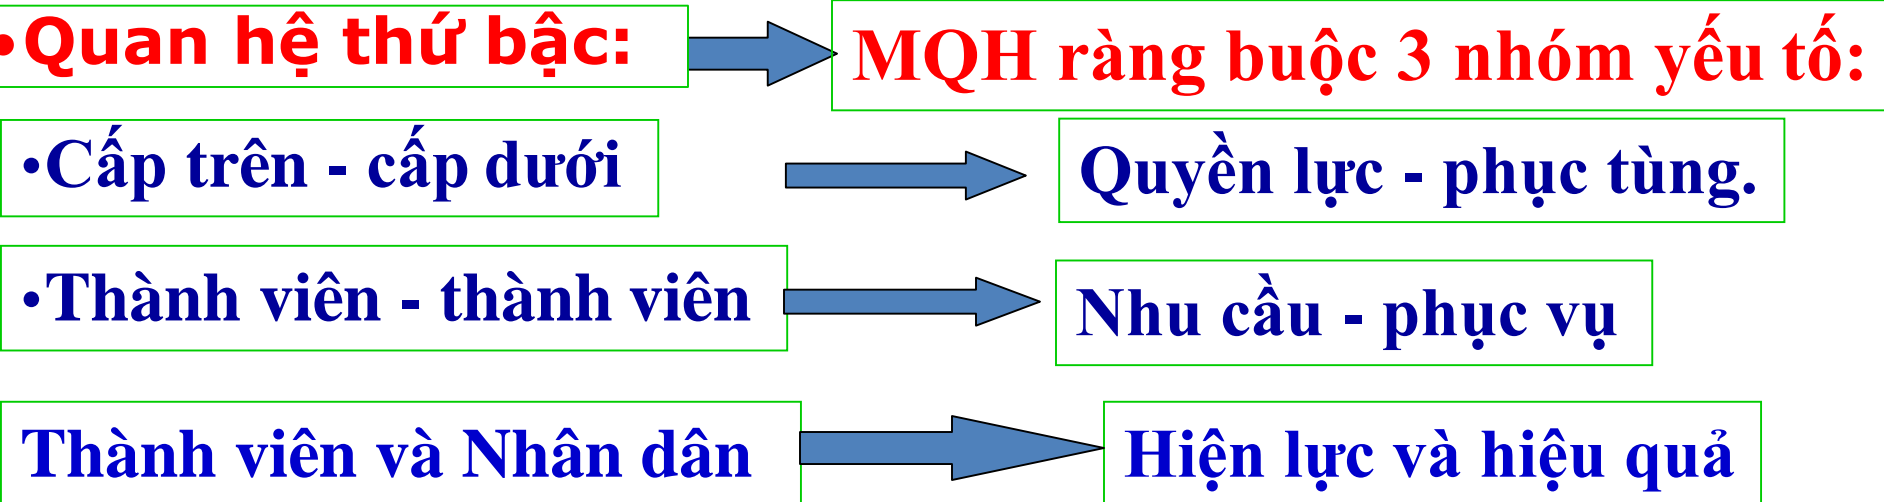 •Quan hệ thứ bậc:
MQH ràng buộc 3 nhóm yếu tố:
•Cấp trên - cấp dưới
Quyền lực - phục tùng.
•Thành viên - thành viên
Nhu cầu - phục vụ
Thành viên và Nhân dân
Hiện lực và hiệu quả